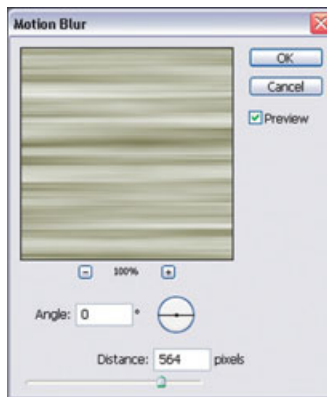 Motion Blur
OK
Cancel
Preview
- 100% +
Angle: 0 °
Distance: 564 pixels